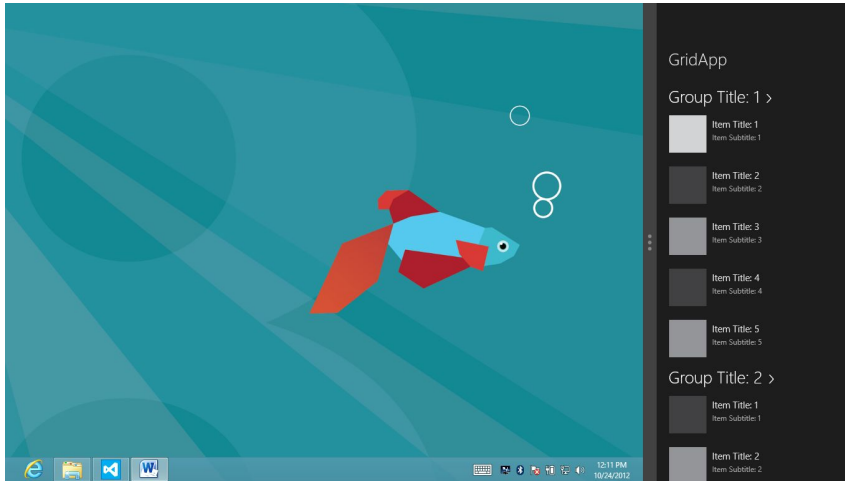 GridApp
Group Title: 1 >
Item Title: 1
Item Subtitle: 1
Item Title: 2
Item Subtitle: 2
Item Title: 3
Item Subtitle: 3
Item Title: 4
Item Subtitle: 4
Item Title: 5
Item Subtitle: 5
Group Title: 2 >
Item Title: 1
Item Subtitle: 1
Item Title: 2
Item Subtitle: 2
12:11 PM
10/24/2012